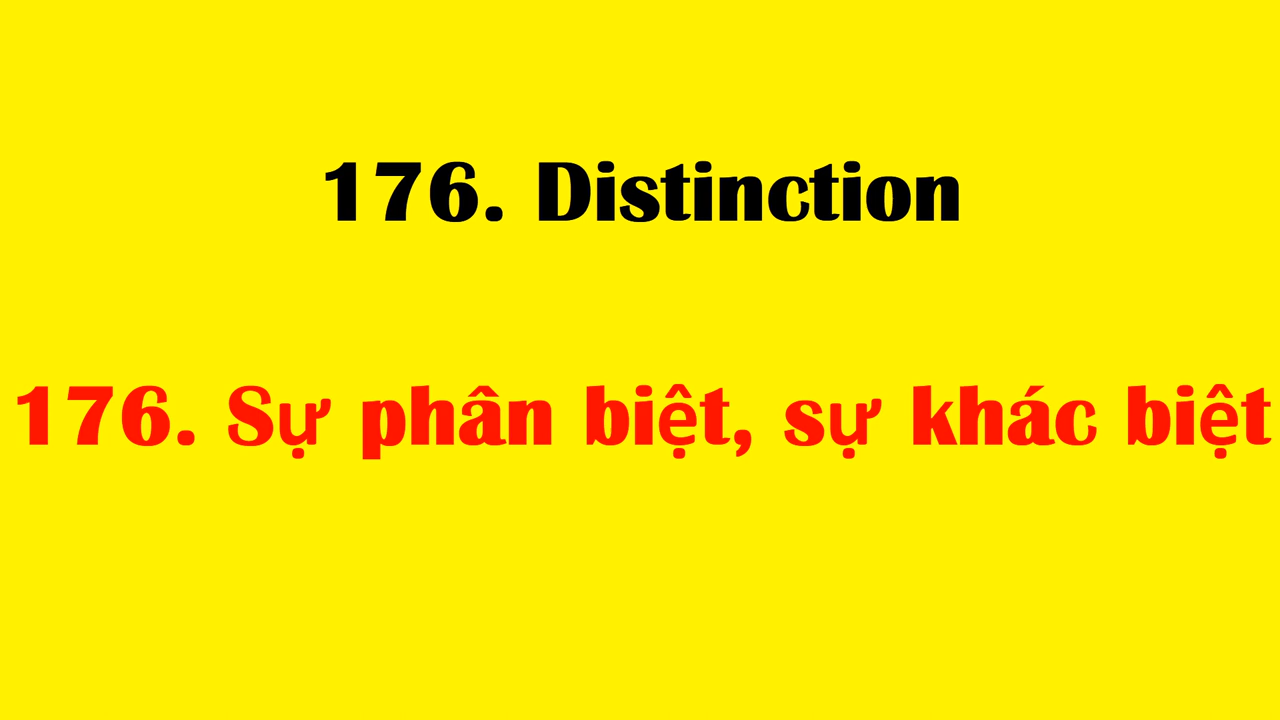 176. Distinction
176. Sự phân biệt, sự khác biệt